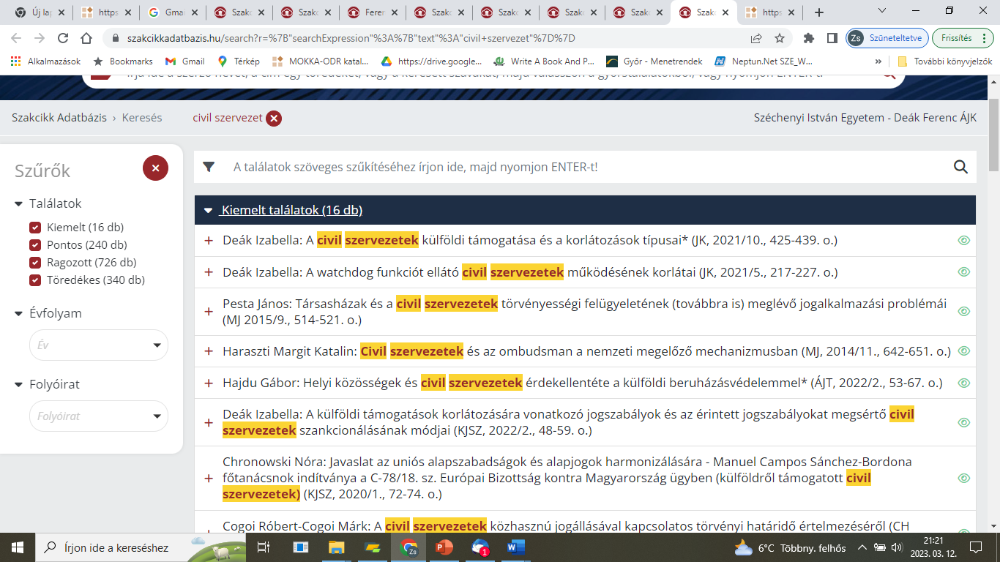 Új la
https
Gmai
Szakc
Szakc
Feren
Szakc
Szakc
Szakc
Szakc
Szakc
https
szakcikkadatbazis.hu/search?r=%7B"searchExpression"%3A%7B"text"%3A"civil+szervezet"%7D%7D
Zs Szüneteltetve
Frissítés
Alkalmazások
Bookmarks
Gmail
Térkép
MOKKA-ODR katal...
https://drive.google...
Write A Book And P...
Győr - Menetrendek
Neptun.Net SZE_W...
»
További könyvjelzők
Írja ide a szerző nevét, a cím egy töredékét, vagy a keresett szavakat, majd válasszon a gyorstalálatokból, vagy nyomjon ENTER-t!
Szakcikk Adatbázis › Keresés
civil szervezet
Széchenyi István Egyetem - Deák Ferenc ÁJK
Szűrők
Találatok
Kiemelt (16 db)
Pontos (240 db)
Ragozott (726 db)
Töredékes (340 db)
Évfolyam
Év
Folyóirat
Folyóirat
A találatok szöveges szűkítéséhez írjon ide, majd nyomjon ENTER-t!
Kiemelt találatok (16 db)
+ Deák Izabella: A civil szervezetek külföldi támogatása és a korlátozások típusai* (JK, 2021/10., 425-439. o.)
+ Deák Izabella: A watchdog funkciót ellátó civil szervezetek működésének korlátai (JK, 2021/5., 217-227. o.)
+ Pesta János: Társasházak és a civil szervezetek törvényességi felügyeletének (továbbra is) meglévő jogalkalmazási problémái
(MJ 2015/9., 514-521. o.)
+ Haraszti Margit Katalin: Civil szervezetek és az ombudsman a nemzeti megelőző mechanizmusban (MJ, 2014/11., 642-651. o.)
+ Hajdu Gábor: Helyi közösségek és civil szervezetek érdekellentéte a külföldi beruházásvédelemmel* (ÁJT, 2022/2., 53-67. o.)
+ Deák Izabella: A külföldi támogatások korlátozására vonatkozó jogszabályok és az érintett jogszabályokat megsértő civil
szervezetek szankcionálásának módjai (KJSZ, 2022/2., 48-59. o.)
+ Chronowski Nóra: Javaslat az uniós alapszabadságok és alapjogok harmonizálására - Manuel Campos Sánchez-Bordona
főtanácsnok indítványa a C-78/18. sz. Európai Bizottság kontra Magyarország ügyben (külföldről támogatott civil
szervezetek) (KJSZ, 2020/1., 72-74. o.)
Cogoi Róbert-Cogoi Márk: A civil szervezetek közhasznú jogállásával kapcsolatos törvényi határidő értelmezéséről (CH
Írjon ide a kereséshez
Zs
1
6°C Többny. felhős
21:21
2023. 03. 12.